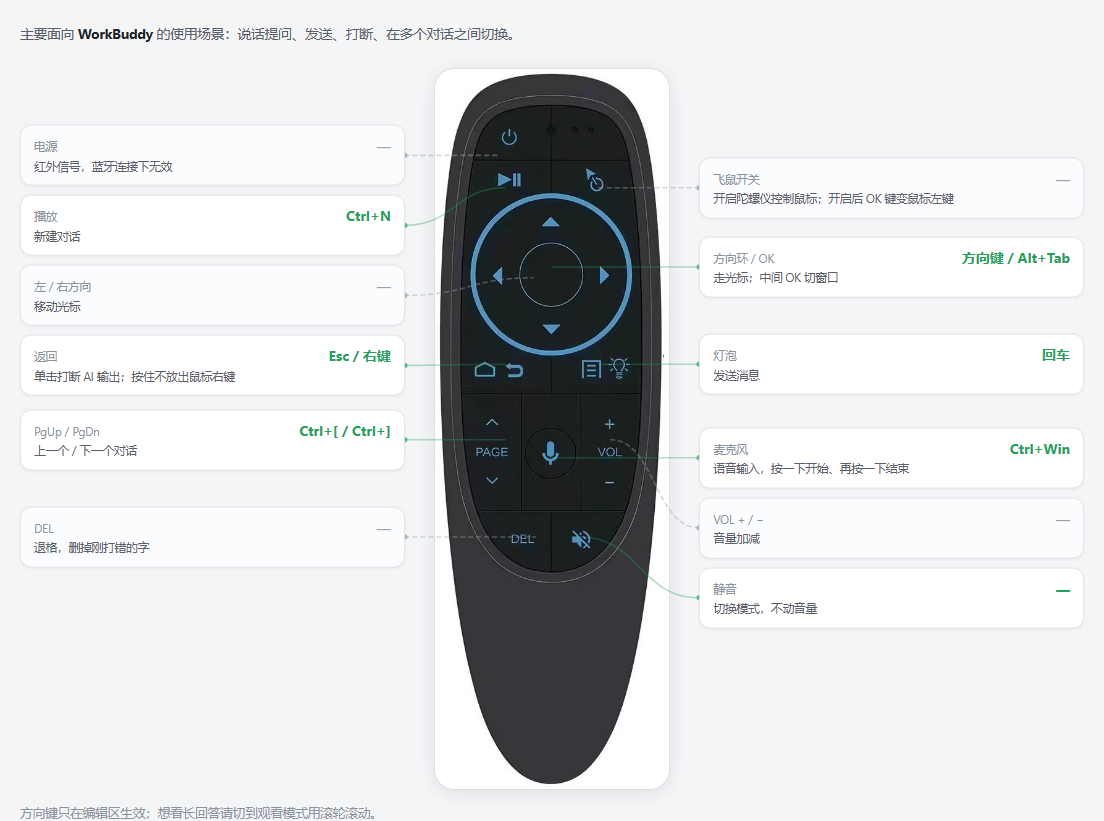 主要面向 WorkBuddy 的使用场景：说话提问、发送、打断、在多个对话之间切换。
电源 —
红外信号，蓝牙连接下无效
播放 Ctrl+N
新建对话
左 / 右方向 —
移动光标
返回 Esc / 右键
单击打断 AI 输出；按住不放出鼠标右键
PgUp / PgDn Ctrl+[ / Ctrl+]
上一个 / 下一个对话
DEL —
退格，删掉刚打错的字
PAGE
+
VOL
−
DEL
飞鼠开关 —
开启陀螺仪控制鼠标；开启后 OK 键变鼠标左键
方向环 / OK 方向键 / Alt+Tab
走光标；中间 OK 切窗口
灯泡 回车
发送消息
麦克风 Ctrl+Win
语音输入，按一下开始、再按一下结束
VOL + / − —
音量加减
静音 —
切换模式，不动音量
方向键只在编辑区生效；想看长回答请切到观看模式用滚轮滚动。